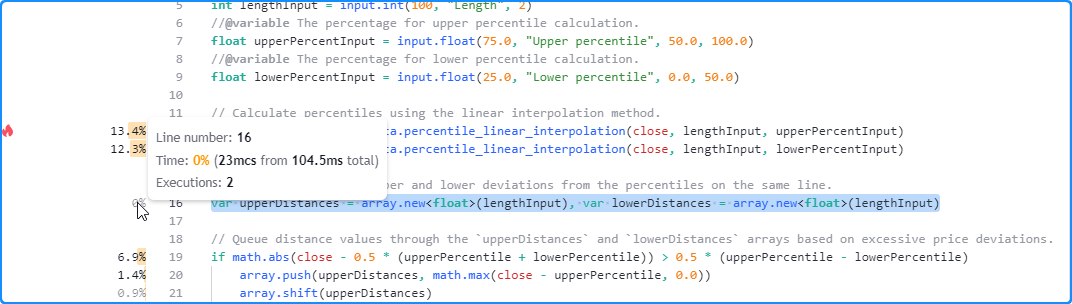 5 int lengthInput = input.int(100, "Length", 2)
6 //@variable The percentage for upper percentile calculation.
7 float upperPercentInput = input.float(75.0, "Upper percentile", 50.0, 100.0)
8 //@variable The percentage for lower percentile calculation.
9 float lowerPercentInput = input.float(25.0, "Lower percentile", 0.0, 50.0)
10
11 // Calculate percentiles using the linear interpolation method.
13.4% ta.percentile_linear_interpolation(close, lengthInput, upperPercentInput)
12.3% ta.percentile_linear_interpolation(close, lengthInput, lowerPercentInput)
Line number: 16
Time: 0% (23mcs from 104.5ms total)
Executions: 2
and lower deviations from the percentiles on the same line.
0% 16 var upperDistances = array.new<float>(lengthInput), var lowerDistances = array.new<float>(lengthInput)
17
18 // Queue distance values through the `upperDistances` and `lowerDistances` arrays based on excessive price deviations.
6.9% 19 if math.abs(close - 0.5 * (upperPercentile + lowerPercentile)) > 0.5 * (upperPercentile - lowerPercentile)
1.4% 20 array.push(upperDistances, math.max(close - upperPercentile, 0.0))
0.9% 21 array.shift(upperDistances)